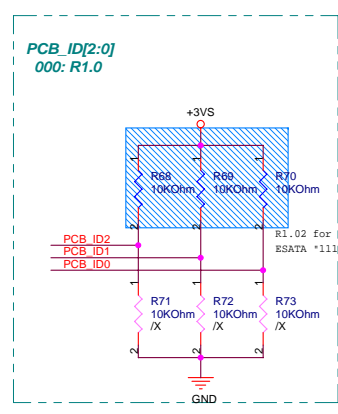 PCB_ID[2:0]
000: R1.0
+3VS
1 1 1
R68 R69 R70
10KOhm 10KOhm 10KOhm
2 2 2
R1.02 for
PCB_ID2
ESATA "111
PCB_ID1
PCB_ID0
1 1 1
R71 R72 R73
10KOhm 10KOhm 10KOhm
/X /X /X
2 2 2
GND